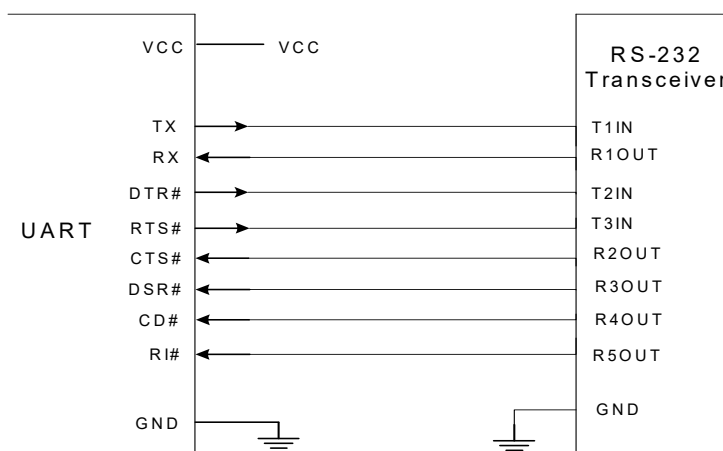 VCC
VCC
RS-232
Transceiver
TX
T1IN
RX
R1OUT
DTR#
T2IN
UART
RTS#
T3IN
CTS#
R2OUT
DSR#
R3OUT
CD#
R4OUT
RI#
R5OUT
GND
GND